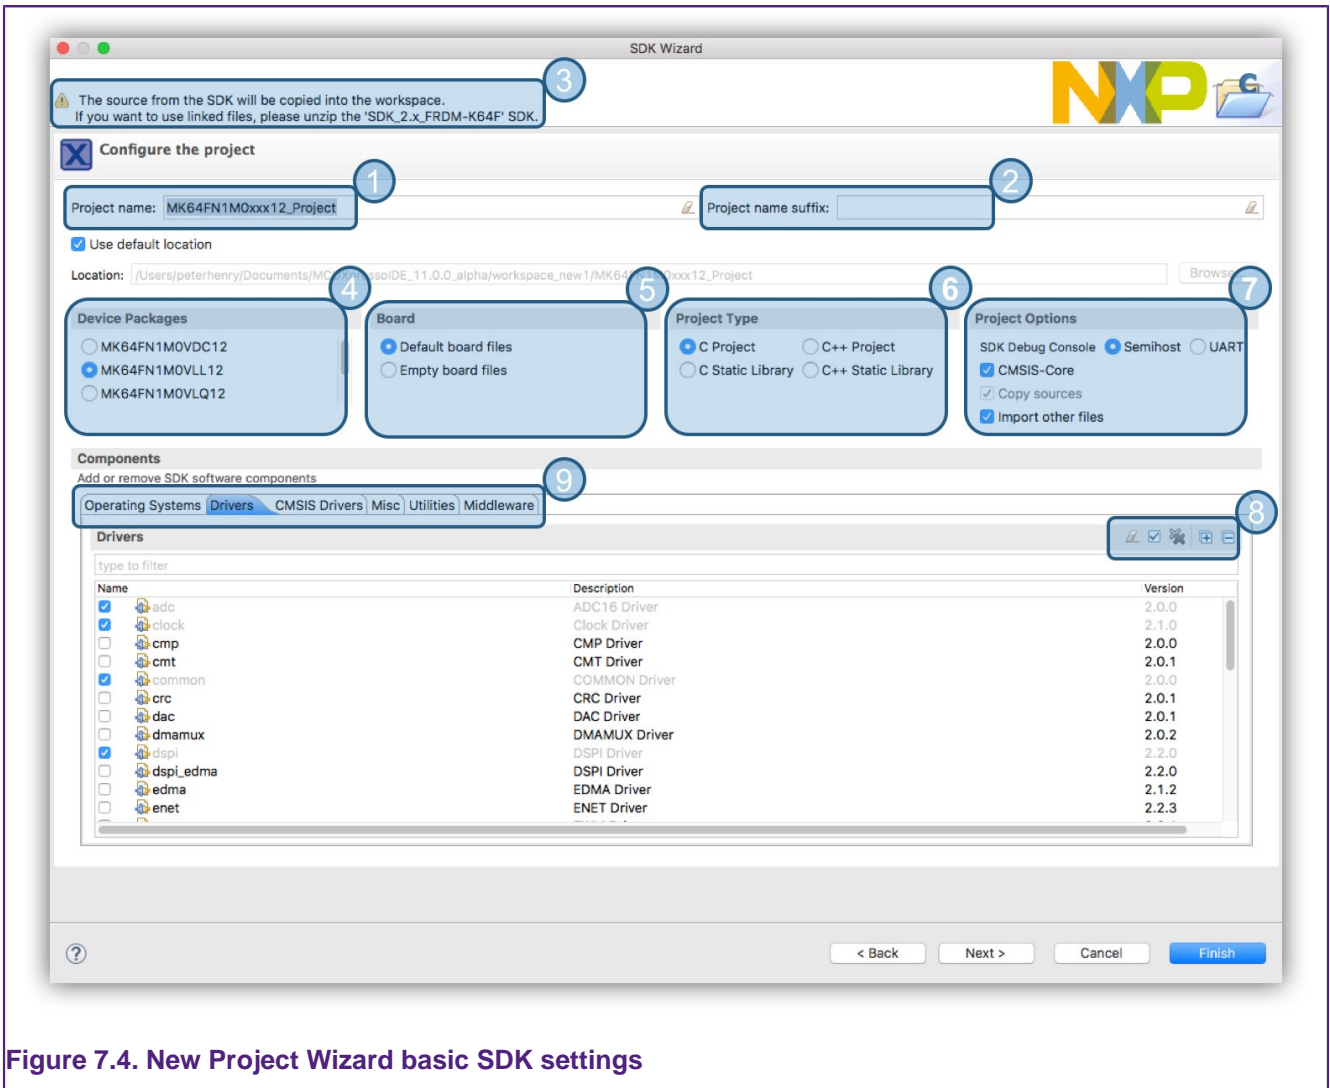 SDK Wizard
3
The source from the SDK will be copied into the workspace.
If you want to use linked files, please unzip the 'SDK_2.x_FRDM-K64F' SDK.
NXP
C
X
Configure the project
1
2
Project name: MK64FN1M0xxx12_Project
Project name suffix:
Use default location
Location: /Users/peterhenry/Documents/MCUXpressoIDE_11.0.0_alpha/workspace_new1/MK64FN1M0xxx12_Project
Browse...
4
5
6
7
Device Packages
Board
Project Type
Project Options
MK64FN1M0VDC12
Default board files
C Project
C++ Project
SDK Debug Console
Semihost
UART
MK64FN1M0VLL12
Empty board files
C Static Library
C++ Static Library
CMSIS-Core
MK64FN1M0VLQ12
Copy sources
Import other files
Components
Add or remove SDK software components
9
Operating Systems Drivers CMSIS Drivers Misc Utilities Middleware
8
Drivers
type to filter
Name Description Version
adc ADC16 Driver 2.0.0
clock Clock Driver 2.1.0
cmp CMP Driver 2.0.0
cmt CMT Driver 2.0.1
common COMMON Driver 2.0.0
crc CRC Driver 2.0.1
dac DAC Driver 2.0.1
dmamux DMAMUX Driver 2.0.2
dspi DSPI Driver 2.2.0
dspi_edma DSPI Driver 2.2.0
edma EDMA Driver 2.1.2
enet ENET Driver 2.2.3
?
< Back
Next >
Cancel
Finish
Figure 7.4. New Project Wizard basic SDK settings